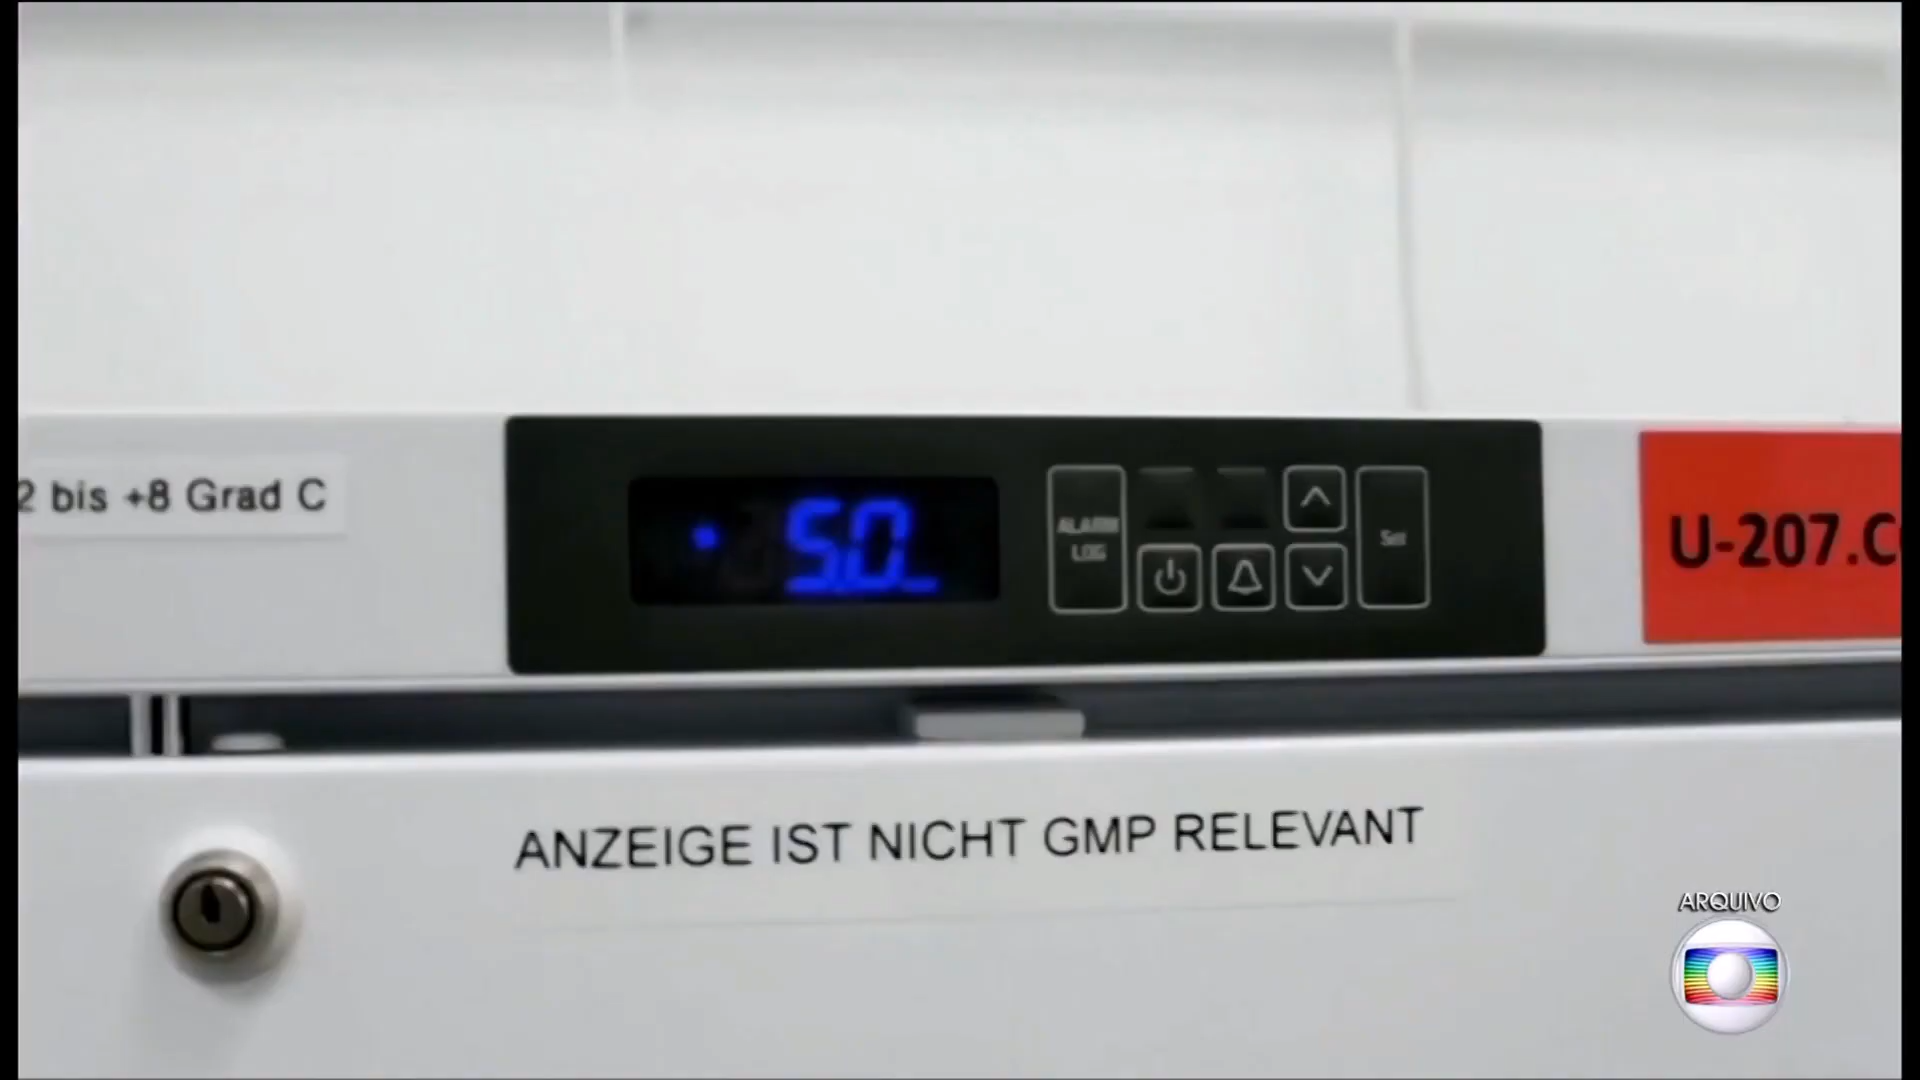 2 bis +8 Grad C
5.0
ALARM
LOG
Set
U-207.C
ANZEIGE IST NICHT GMP RELEVANT
ARQUIVO